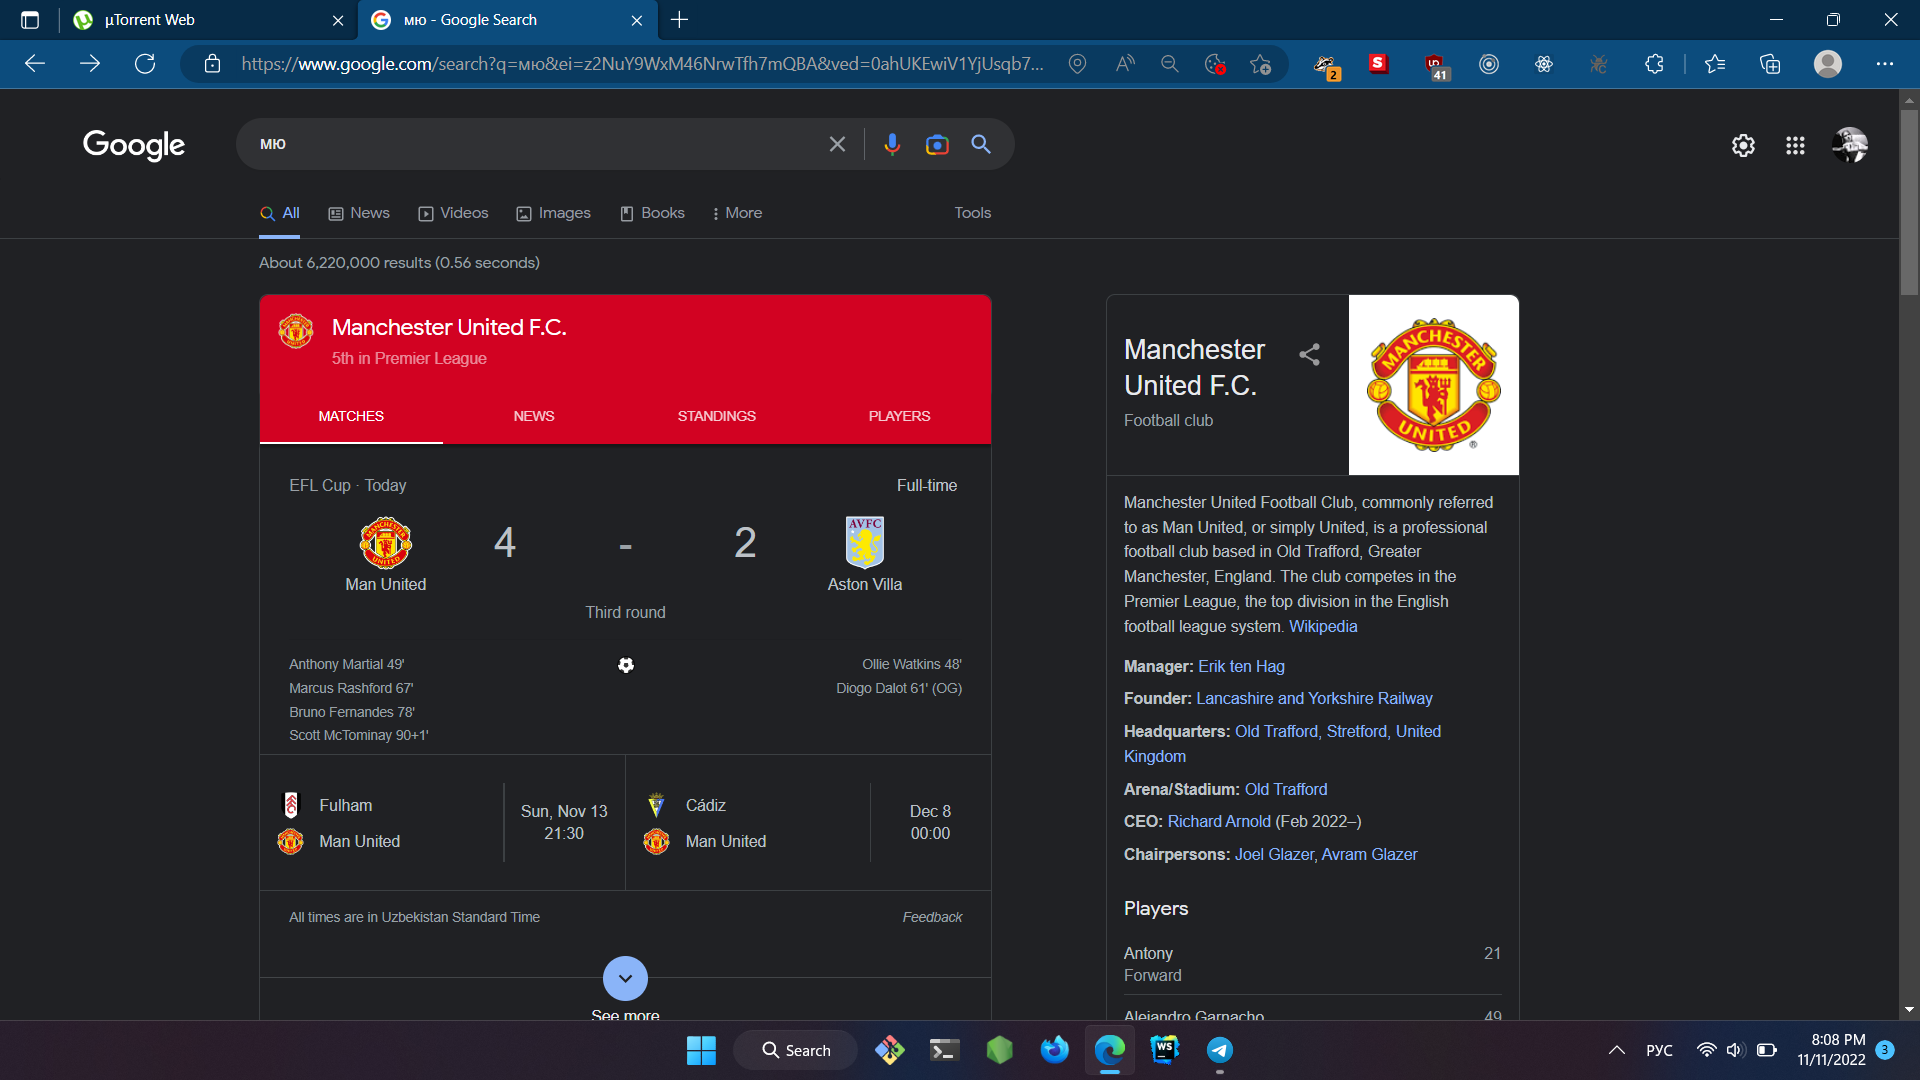 µTorrent Web
мю - Google Search
https://www.google.com/search?q=мю&ei=z2NuY9WxM46NrwTfh7mQBA&ved=0ahUKEwiV1YjUsqb7...
2
S
41
Google
мю
All
News
Videos
Images
Books
More
Tools
About 6,220,000 results (0.56 seconds)
Manchester United F.C.
5th in Premier League
MATCHES
NEWS
STANDINGS
PLAYERS
EFL Cup · Today
Full-time
4 - 2
AVFC
Man United
Aston Villa
Third round
Anthony Martial 49'
Marcus Rashford 67'
Bruno Fernandes 78'
Scott McTominay 90+1'
Ollie Watkins 48'
Diogo Dalot 61' (OG)
Fulham
Man United
Sun, Nov 13
21:30
Cádiz
Man United
Dec 8
00:00
All times are in Uzbekistan Standard Time
Feedback
See more
Manchester
United F.C.
Football club
MANCHESTER
UNITED
®
Manchester United Football Club, commonly referred
to as Man United, or simply United, is a professional
football club based in Old Trafford, Greater
Manchester, England. The club competes in the
Premier League, the top division in the English
football league system. Wikipedia
Manager: Erik ten Hag
Founder: Lancashire and Yorkshire Railway
Headquarters: Old Trafford, Stretford, United
Kingdom
Arena/Stadium: Old Trafford
CEO: Richard Arnold (Feb 2022–)
Chairpersons: Joel Glazer, Avram Glazer
Players
Antony
21
Forward
Alejandro Garnacho
49
Search
WS
РУС
8:08 PM
11/11/2022
3